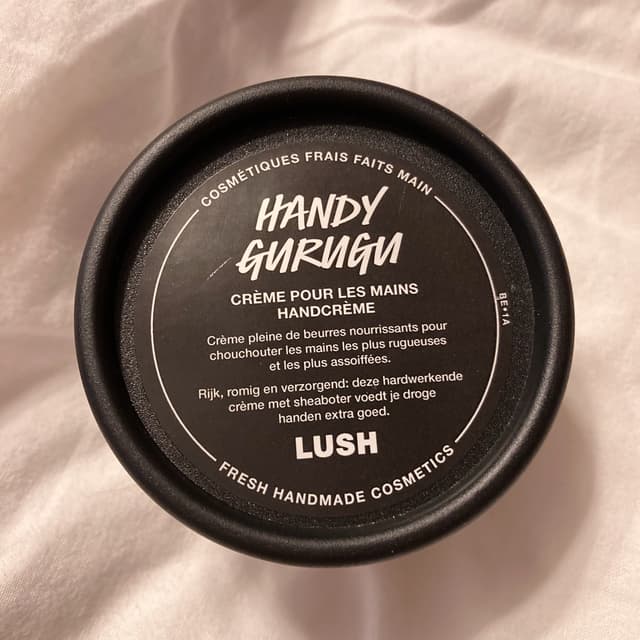 COSMÉTIQUES FRAIS FAITS MAIN
HANDY
GURUGU
CRÈME POUR LES MAINS
HANDCRÈME
Crème pleine de beurres nourrissants pour
chouchouter les mains les plus rugueuses
et les plus assoiffées.
Rijk, romig en verzorgend: deze hardwerkende
crème met sheaboter voedt je droge
handen extra goed.
LUSH
FRESH HANDMADE COSMETICS
BE•1A